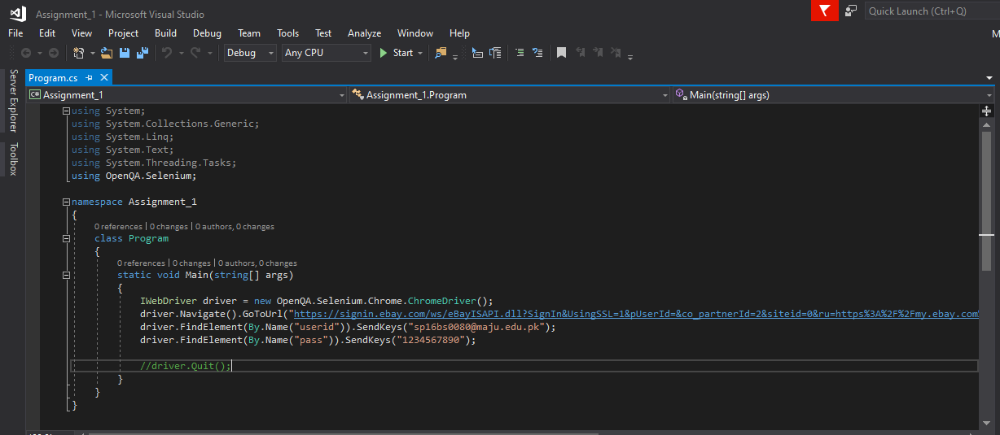 Assignment_1 - Microsoft Visual Studio
Quick Launch (Ctrl+Q)
File Edit View Project Build Debug Team Tools Test Analyze Window Help
M
Debug Any CPU Start
Server Explorer
Toolbox
Program.cs
C# Assignment_1 Assignment_1.Program Main(string[] args)
using System;
using System.Collections.Generic;
using System.Linq;
using System.Text;
using System.Threading.Tasks;
using OpenQA.Selenium;
namespace Assignment_1
{
0 references | 0 changes | 0 authors, 0 changes
class Program
{
0 references | 0 changes | 0 authors, 0 changes
static void Main(string[] args)
{
IWebDriver driver = new OpenQA.Selenium.Chrome.ChromeDriver();
driver.Navigate().GoToUrl("https://signin.ebay.com/ws/eBayISAPI.dll?SignIn&UsingSSL=1&pUserId=&co_partnerId=2&siteid=0&ru=https%3A%2F%2Fmy.ebay.com
driver.FindElement(By.Name("userid")).SendKeys("sp16bs0080@maju.edu.pk");
driver.FindElement(By.Name("pass")).SendKeys("1234567890");
//driver.Quit();
}
}
}